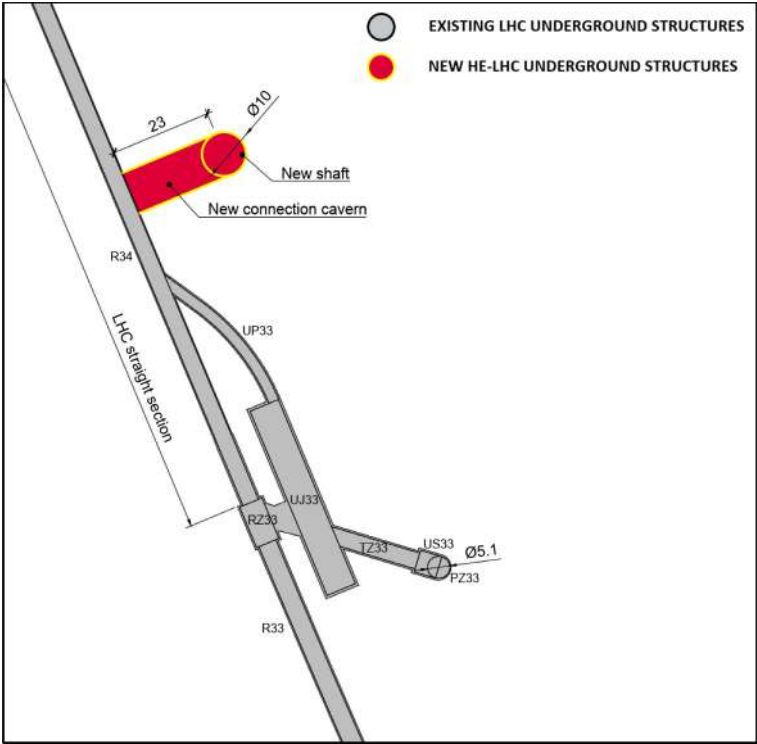 EXISTING LHC UNDERGROUND STRUCTURES
NEW HE-LHC UNDERGROUND STRUCTURES
23
Ø10
New shaft
New connection cavern
R34
UP33
LHC straight section
UJ33
RZ33
TZ33
US33
Ø5.1
PZ33
R33